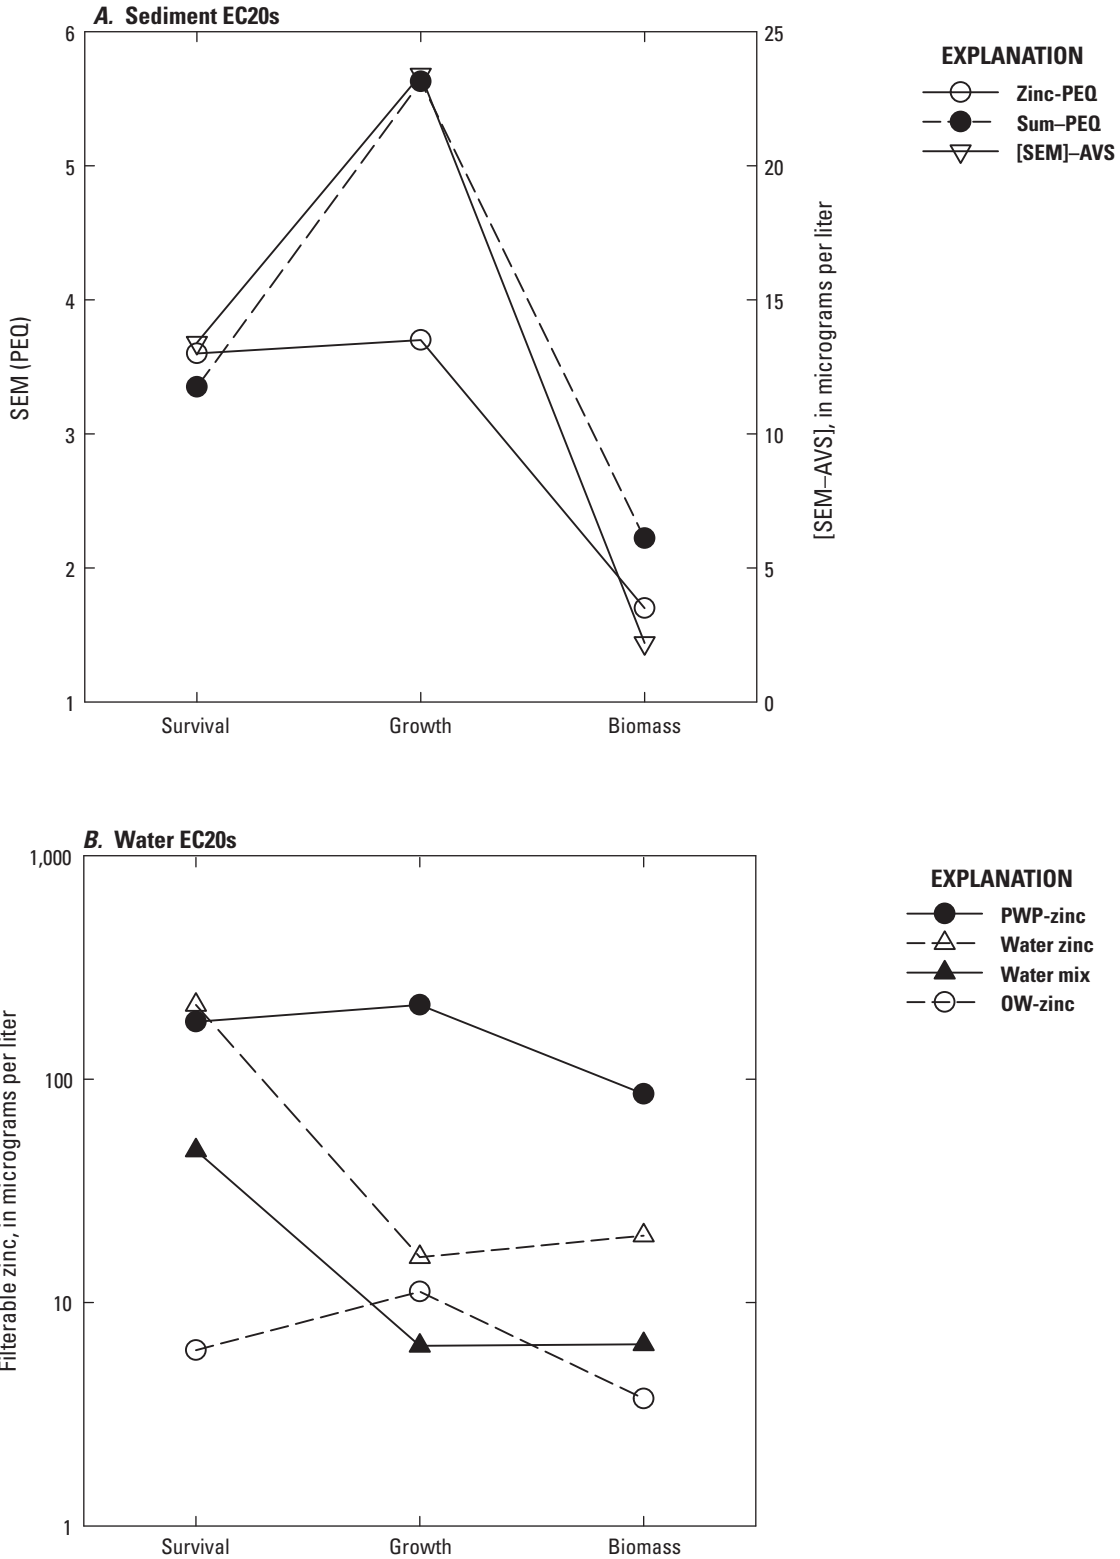 A. Sediment EC20s
6
5
4
3
2
1
SEM (PEQ)
25
20
15
10
5
0
[SEM–AVS], in micrograms per liter
Survival Growth Biomass
EXPLANATION
Zinc-PEQ
Sum–PEQ
[SEM]–AVS
B. Water EC20s
1,000
100
10
1
Filterable zinc, in micrograms per liter
Survival Growth Biomass
EXPLANATION
PWP-zinc
Water zinc
Water mix
OW-zinc